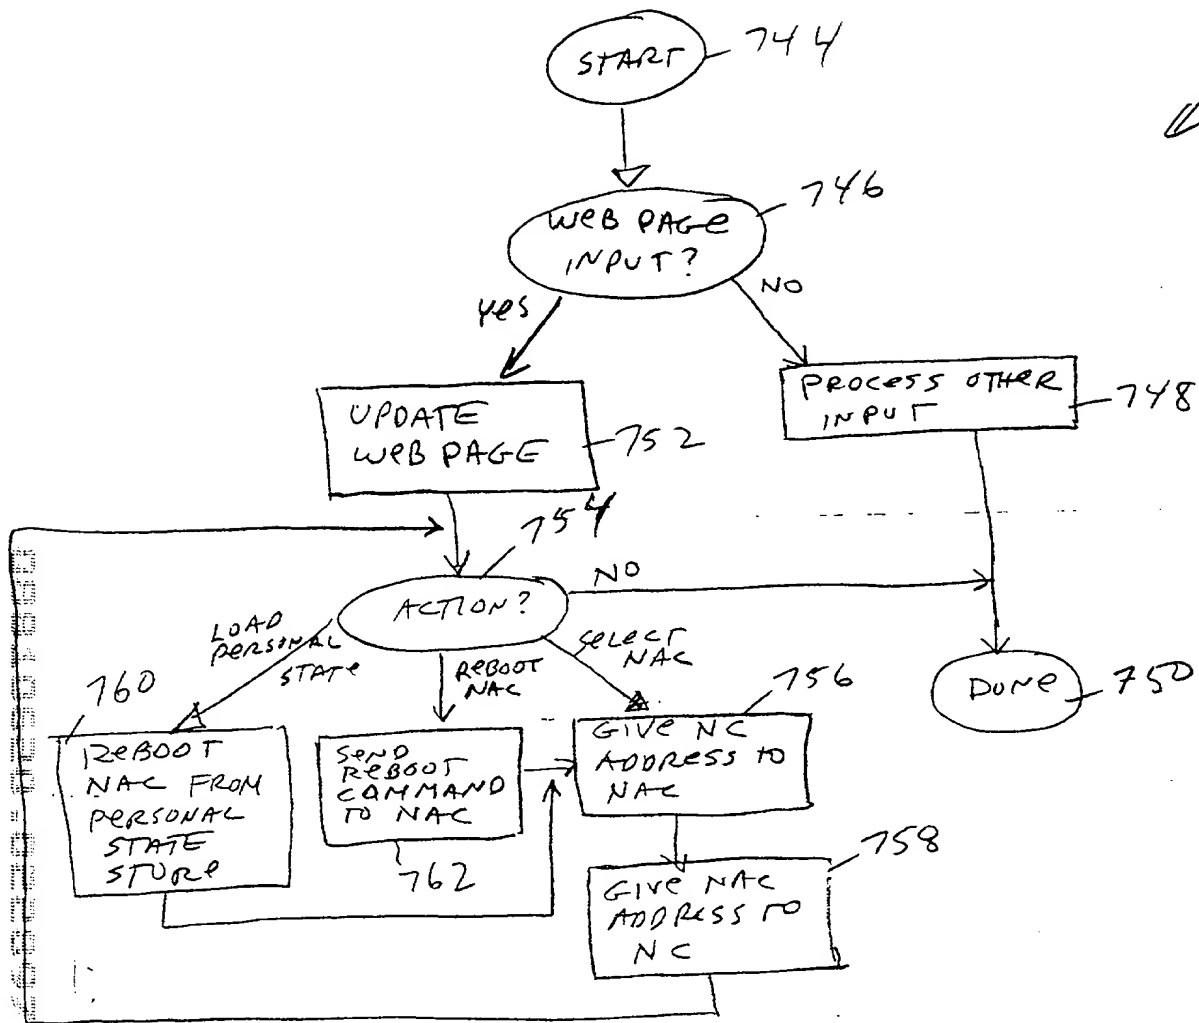 START
744
WEB PAGE
INPUT?
746
YES
NO
UPDATE
WEB PAGE
752
PROCESS OTHER
INPUT
748
754
ACTION?
NO
LOAD
PERSONAL
STATE
REBOOT
NAC
SELECT
NAC
DONE
750
760
REBOOT
NAC FROM
PERSONAL
STATE
STORE
SEND
REBOOT
COMMAND
TO NAC
762
756
GIVE NC
ADDRESS TO
NAC
758
GIVE NAC
ADDRESS TO
NC